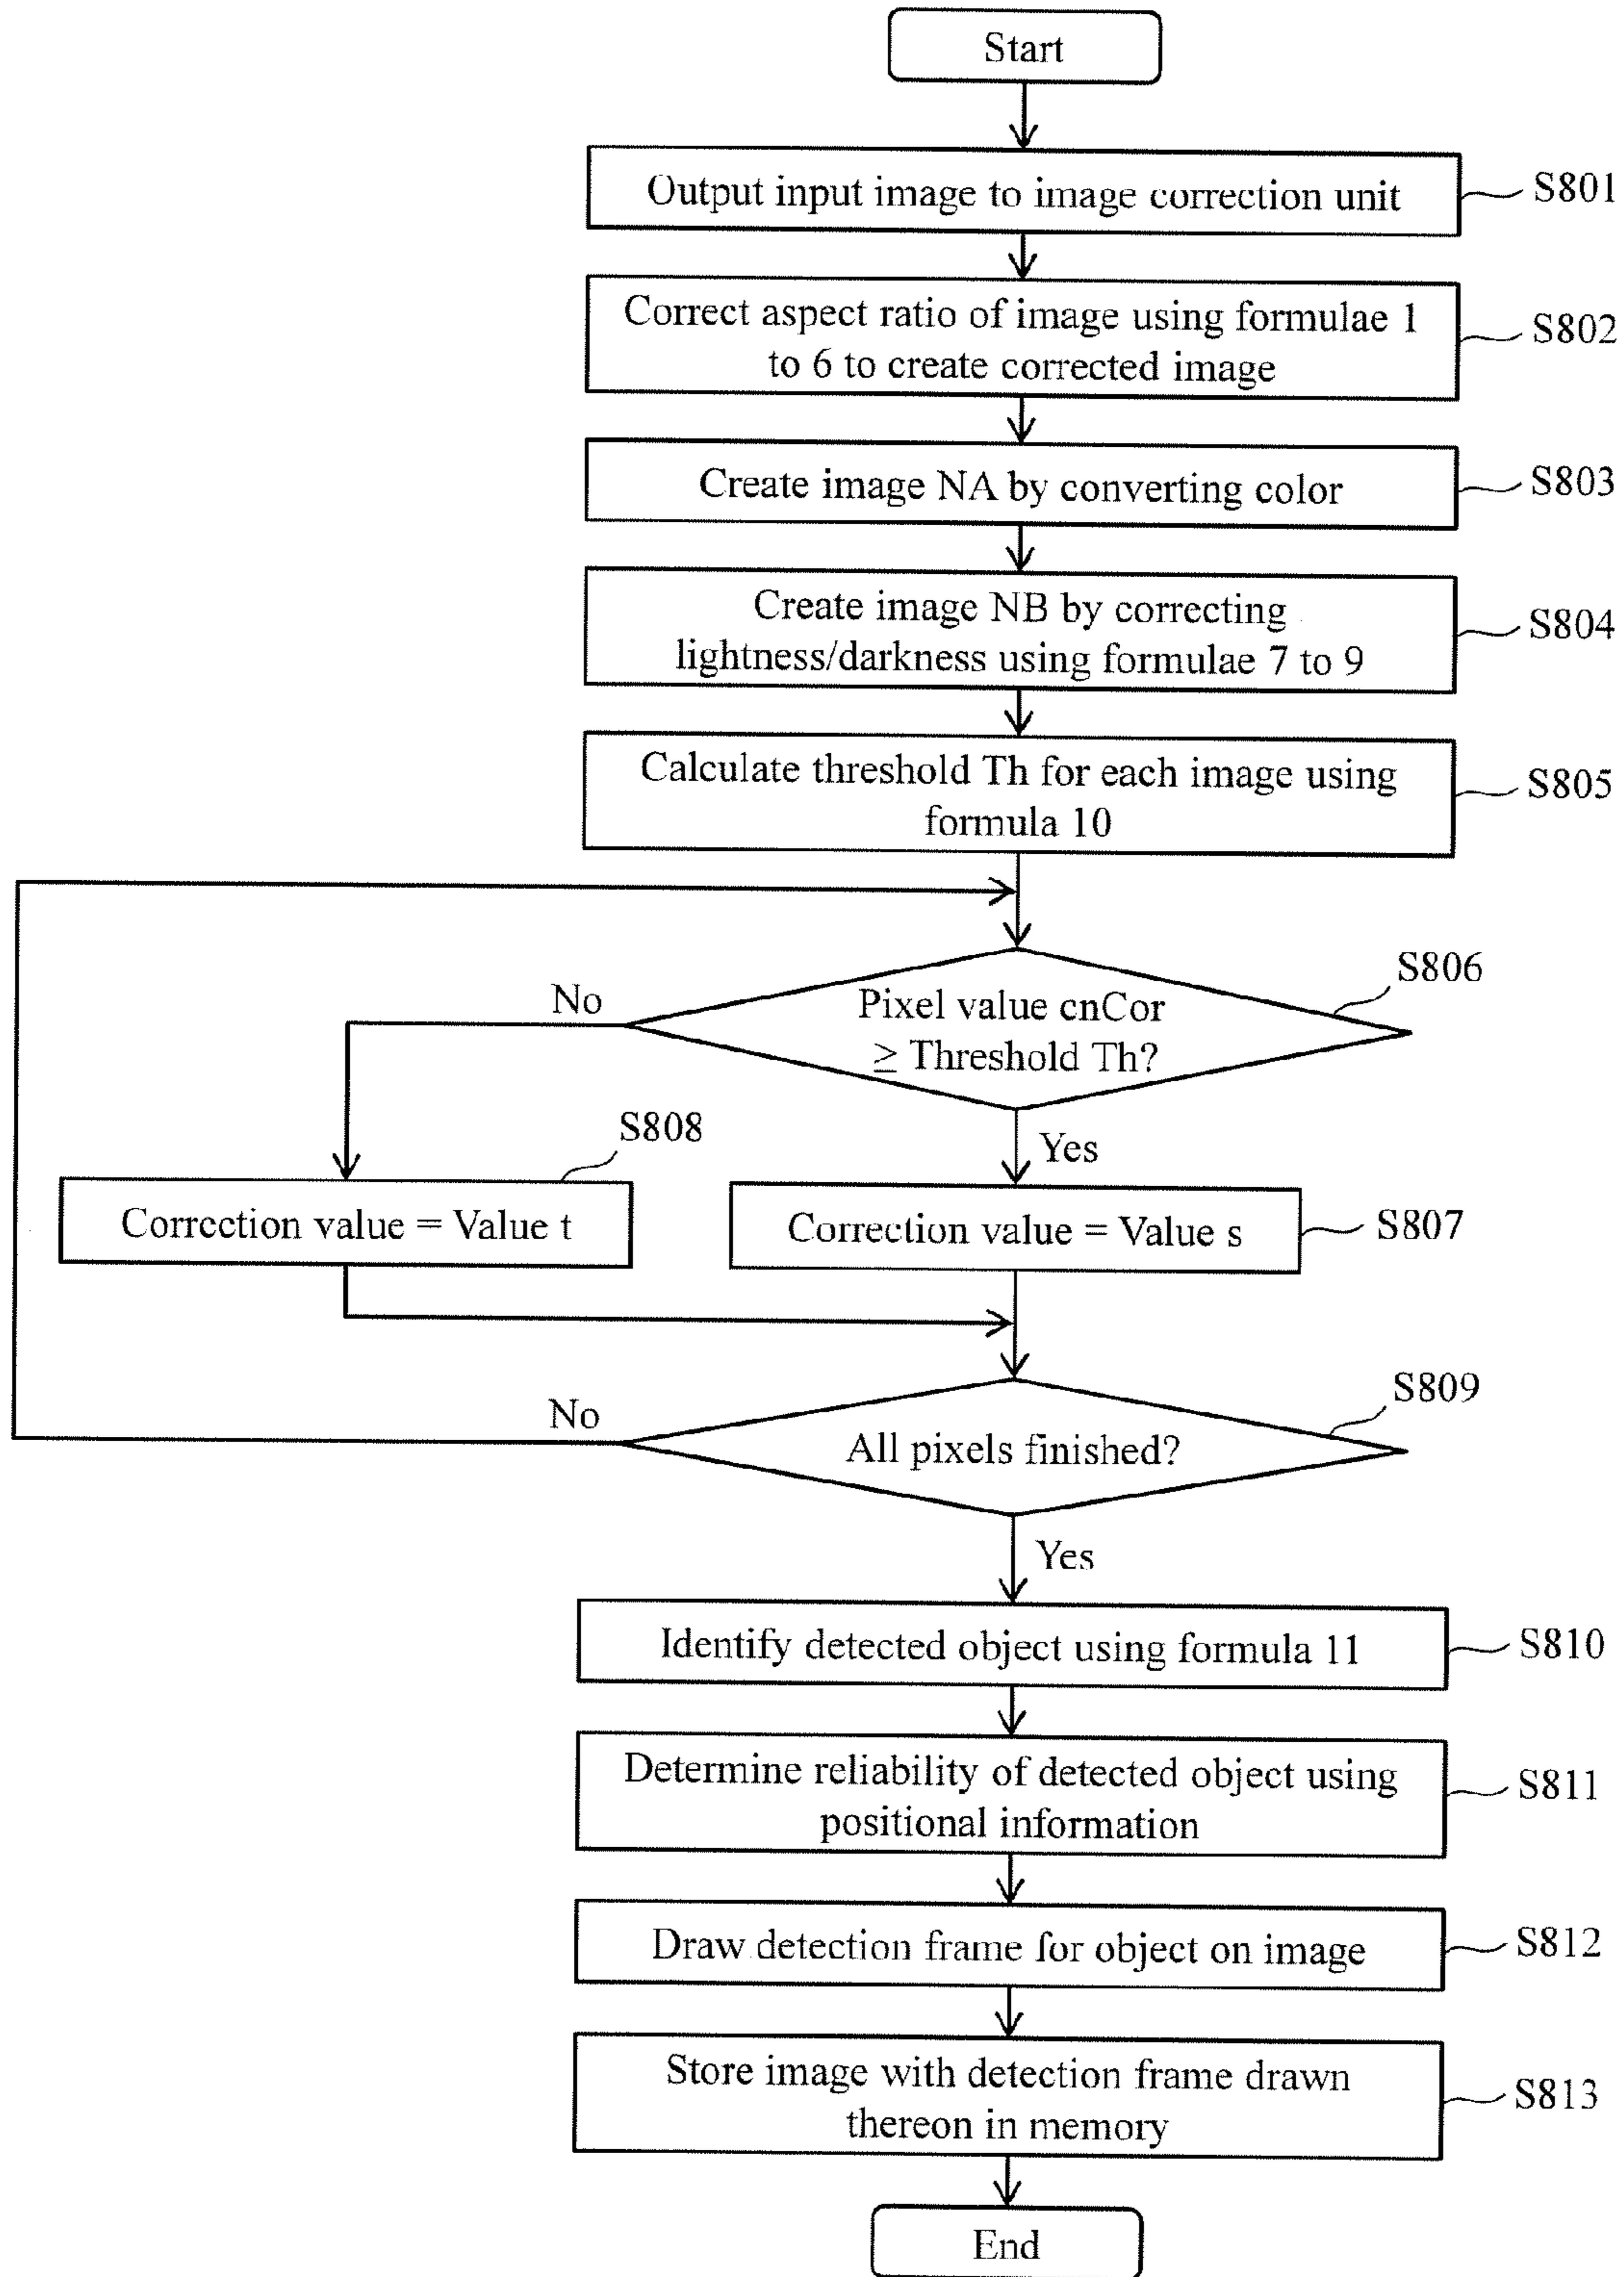 Start
Output input image to image correction unit
S801
Correct aspect ratio of image using formulae 1
to 6 to create corrected image
S802
Create image NA by converting color
S803
Create image NB by correcting
lightness/darkness using formulae 7 to 9
S804
Calculate threshold Th for each image using
formula 10
S805
S806
No
Pixel value cnCor
≥ Threshold Th?
S808
Yes
Correction value = Value t
Correction value = Value s
S807
S809
No
All pixels finished?
Yes
Identify detected object using formula 11
S810
Determine reliability of detected object using
positional information
S811
Draw detection frame for object on image
S812
Store image with detection frame drawn
thereon in memory
S813
End